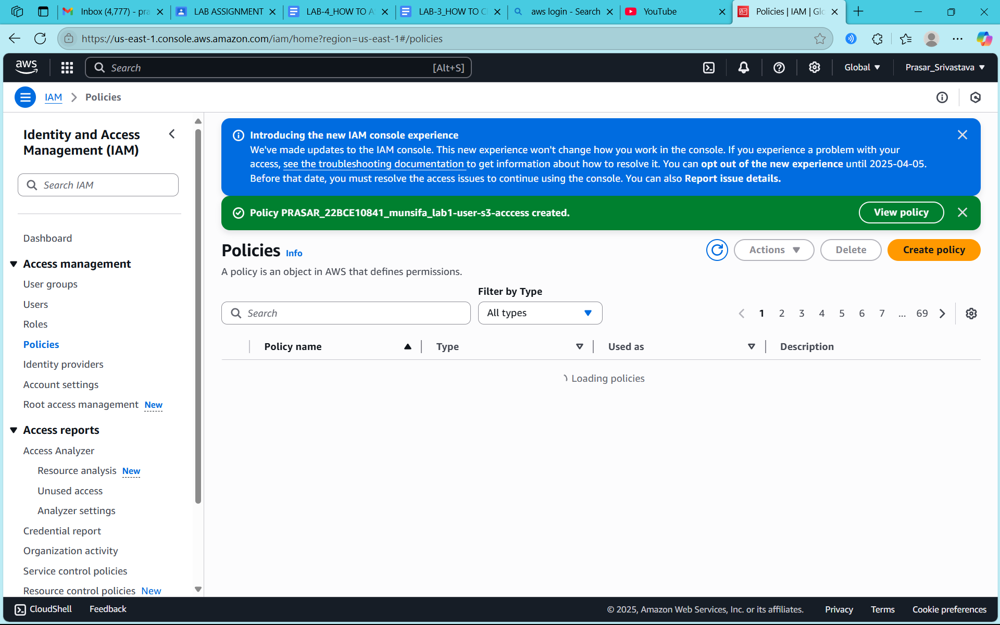 Inbox (4,777) - pra
LAB ASSIGNMENT
LAB-4_HOW TO A
LAB-3_HOW TO C
aws login - Search
YouTube
Policies | IAM | Glo
https://us-east-1.console.aws.amazon.com/iam/home?region=us-east-1#/policies
aws
Search
[Alt+S]
Global
Prasar_Srivastava
IAM
Policies
Identity and Access
Management (IAM)
Search IAM
Dashboard
Access management
User groups
Users
Roles
Policies
Identity providers
Account settings
Root access management New
Access reports
Access Analyzer
Resource analysis New
Unused access
Analyzer settings
Credential report
Organization activity
Service control policies
Resource control policies New
Introducing the new IAM console experience
We've made updates to the IAM console. This new experience won't change how you work in the console. If you experience a problem with your
access, see the troubleshooting documentation to get information about how to resolve it. You can opt out of the new experience until 2025-04-05.
Before that date, you must resolve the access issues to continue using the console. You can also Report issue details.
Policy PRASAR_22BCE10841_munsifa_lab1-user-s3-acccess created.
View policy
Policies Info
Actions
Delete
Create policy
A policy is an object in AWS that defines permissions.
Filter by Type
Search
All types
1 2 3 4 5 6 7 ... 69
Policy name
Type
Used as
Description
Loading policies
CloudShell
Feedback
© 2025, Amazon Web Services, Inc. or its affiliates.
Privacy
Terms
Cookie preferences